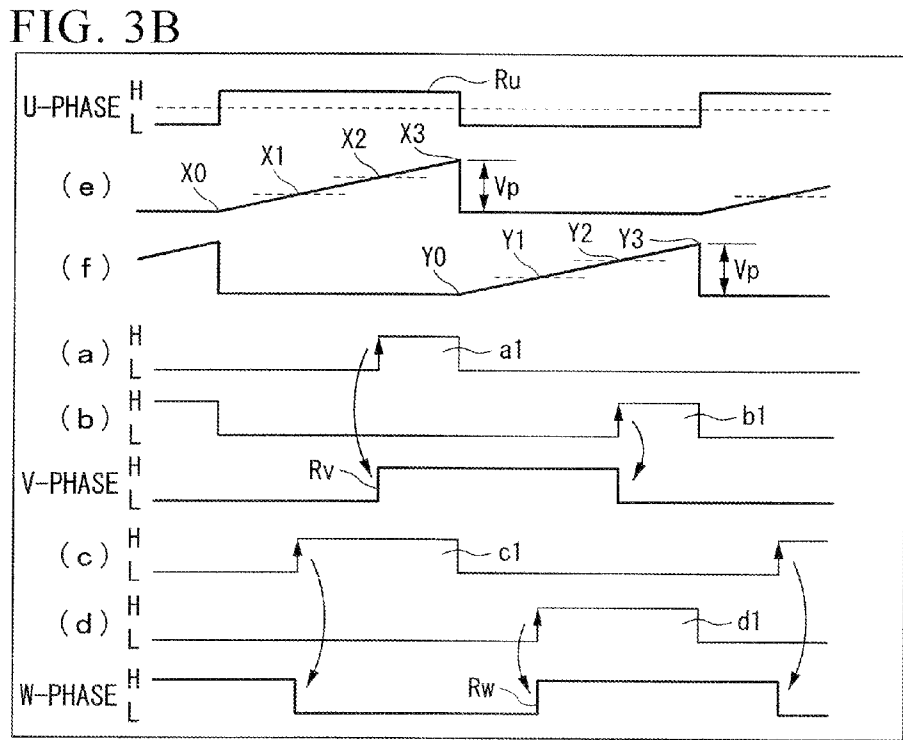 FIG. 3B
U-PHASE H L Ru
(e) X0 X1 X2 X3 Vp
(f) Y0 Y1 Y2 Y3 Vp
(a) H L a1
(b) H L b1
V-PHASE H L Rv
(c) H L c1
(d) H L d1
W-PHASE H L Rw